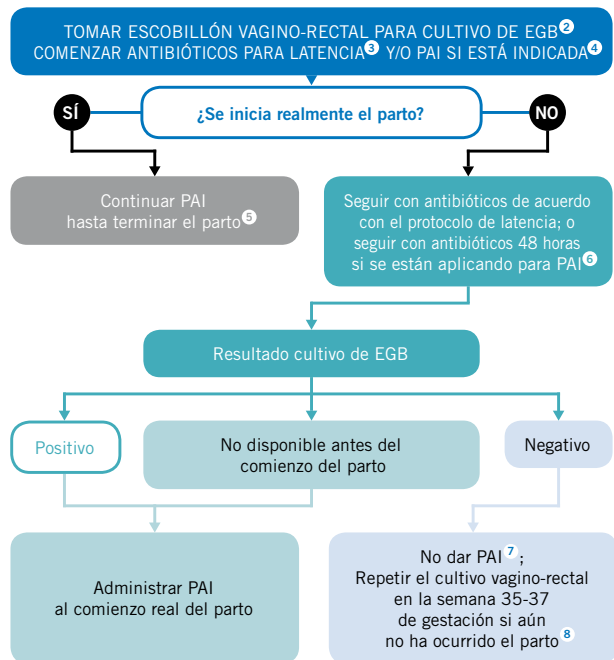 TOMAR ESCOBILLÓN VAGINO-RECTAL PARA CULTIVO DE EGB 2
COMENZAR ANTIBIÓTICOS PARA LATENCIA 3 Y/O PAI SI ESTÁ INDICADA 4
¿Se inicia realmente el parto?
SÍ
NO
Continuar PAI
hasta terminar el parto 5
Seguir con antibióticos de acuerdo
con el protocolo de latencia; o
seguir con antibióticos 48 horas
si se están aplicando para PAI 6
Resultado cultivo de EGB
Positivo
No disponible antes del
comienzo del parto
Negativo
Administrar PAI
al comienzo real del parto
No dar PAI 7 ;
Repetir el cultivo vagino-rectal
en la semana 35-37
de gestación si aún
no ha ocurrido el parto 8